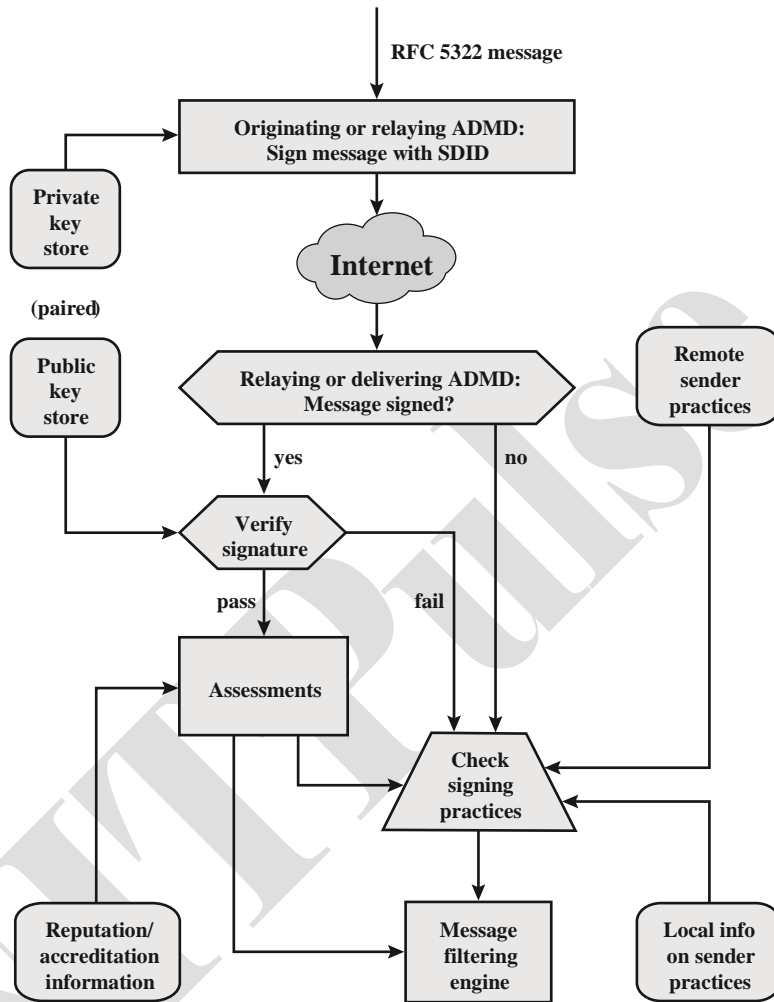 RFC 5322 message
Originating or relaying ADMD:
Sign message with SDID
Private
key
store
Internet
(paired)
Public
key
store
Relaying or delivering ADMD:
Message signed?
Remote
sender
practices
yes
no
Verify
signature
pass
fail
Assessments
Check
signing
practices
Reputation/
accreditation
information
Message
filtering
engine
Local info
on sender
practices